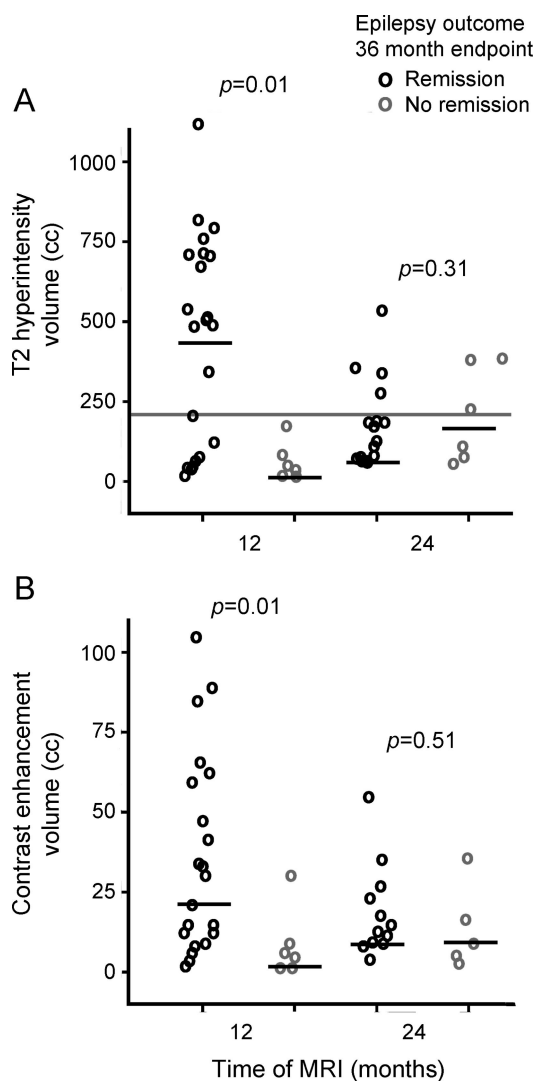 Epilepsy outcome
36 month endpoint
Remission
No remission
A
p=0.01
p=0.31
T2 hyperintensity
volume (cc)
1000
750
500
250
0
12
24
B
p=0.01
p=0.51
Contrast enhancement
volume (cc)
100
75
50
25
0
12
24
Time of MRI (months)